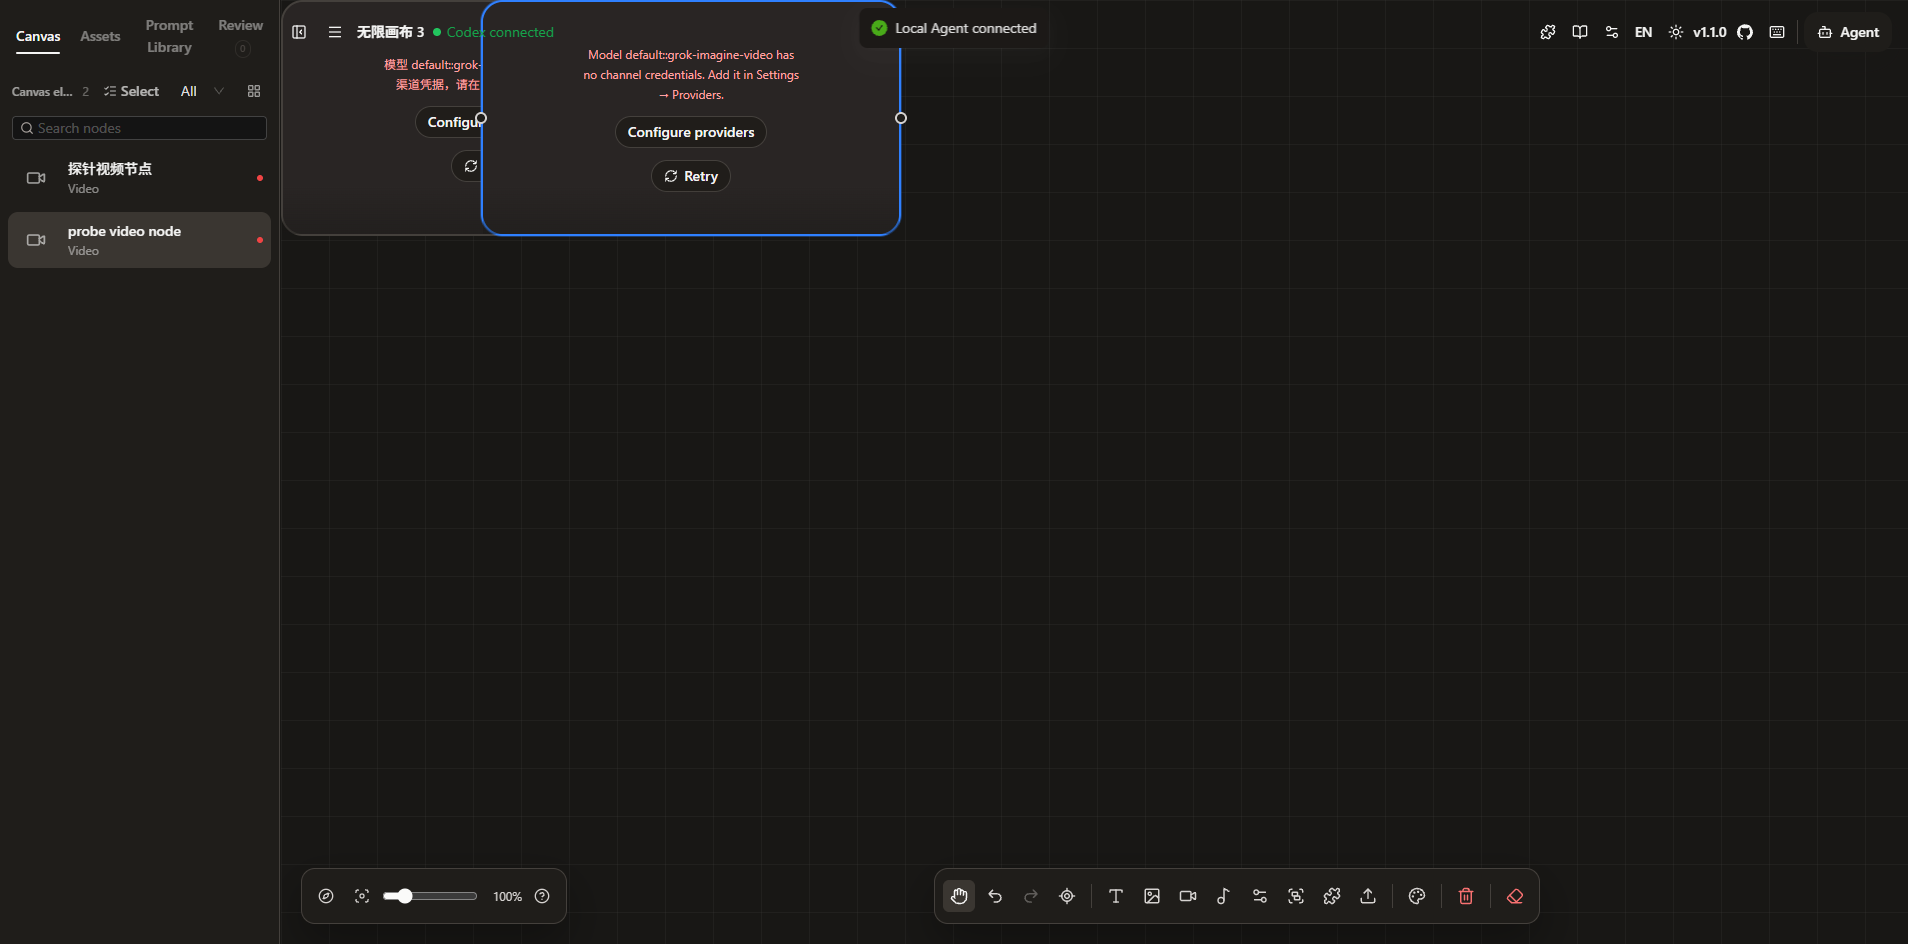 Canvas
Assets
Prompt Library
Review
0
Canvas el... 2
Select
All
Search nodes
探针视频节点
Video
probe video node
Video
无限画布 3
Codex connected
模型 default::grok-
渠道凭据，请在
Configu
Model default::grok-imagine-video has
no channel credentials. Add it in Settings
→ Providers.
Configure providers
Retry
Local Agent connected
EN
v1.1.0
Agent
100%